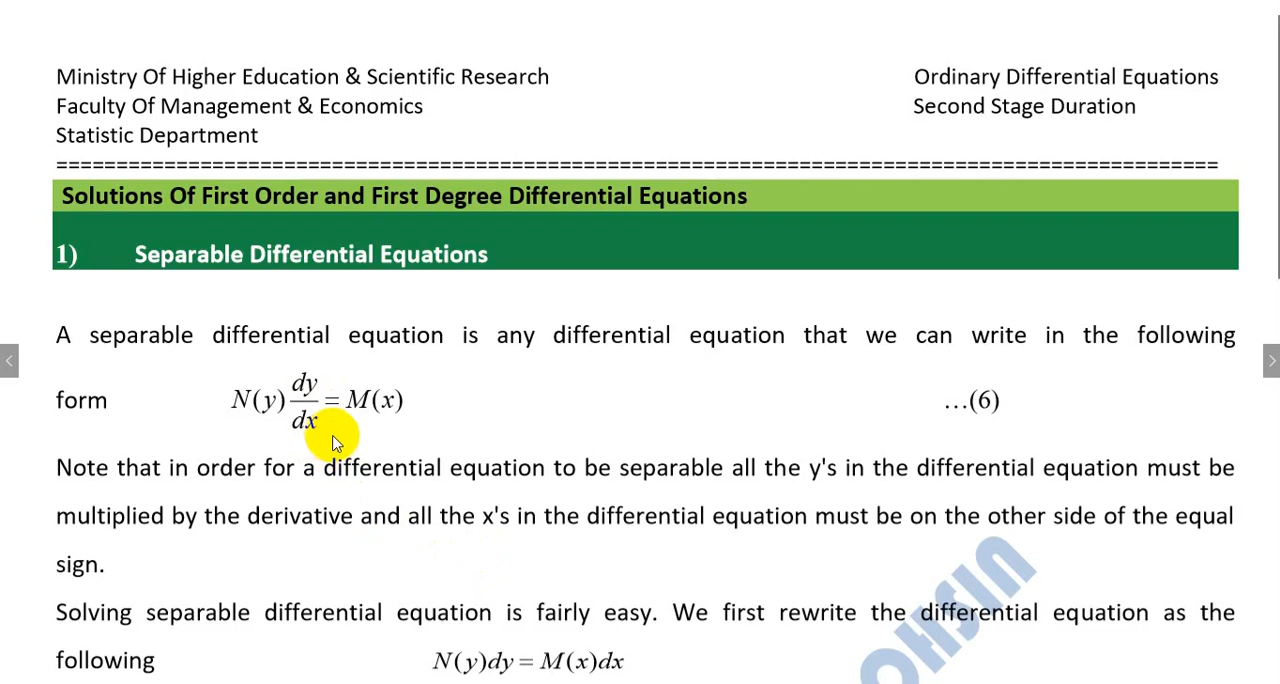 Ministry Of Higher Education & Scientific Research Ordinary Differential Equations
Faculty Of Management & Economics Second Stage Duration
Statistic Department
================================================================================================
Solutions Of First Order and First Degree Differential Equations
1) Separable Differential Equations
A separable differential equation is any differential equation that we can write in the following
form N(y) dy/dx = M(x) ...(6)
Note that in order for a differential equation to be separable all the y's in the differential equation must be
multiplied by the derivative and all the x's in the differential equation must be on the other side of the equal
sign.
Solving separable differential equation is fairly easy. We first rewrite the differential equation as the
following N(y)dy = M(x)dx
OHSIN